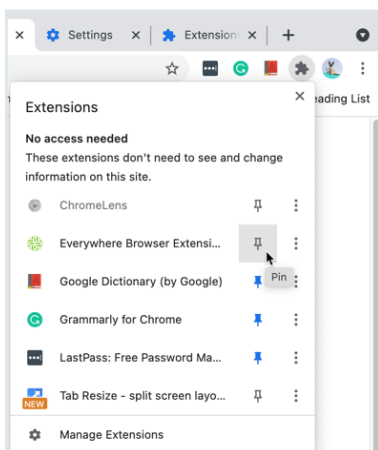 Settings
Extension
eading List
Extensions
No access needed
These extensions don't need to see and change
information on this site.
ChromeLens
Everywhere Browser Extensi...
Pin
Google Dictionary (by Google)
Grammarly for Chrome
LastPass: Free Password Ma...
NEW
Tab Resize - split screen layo...
Manage Extensions